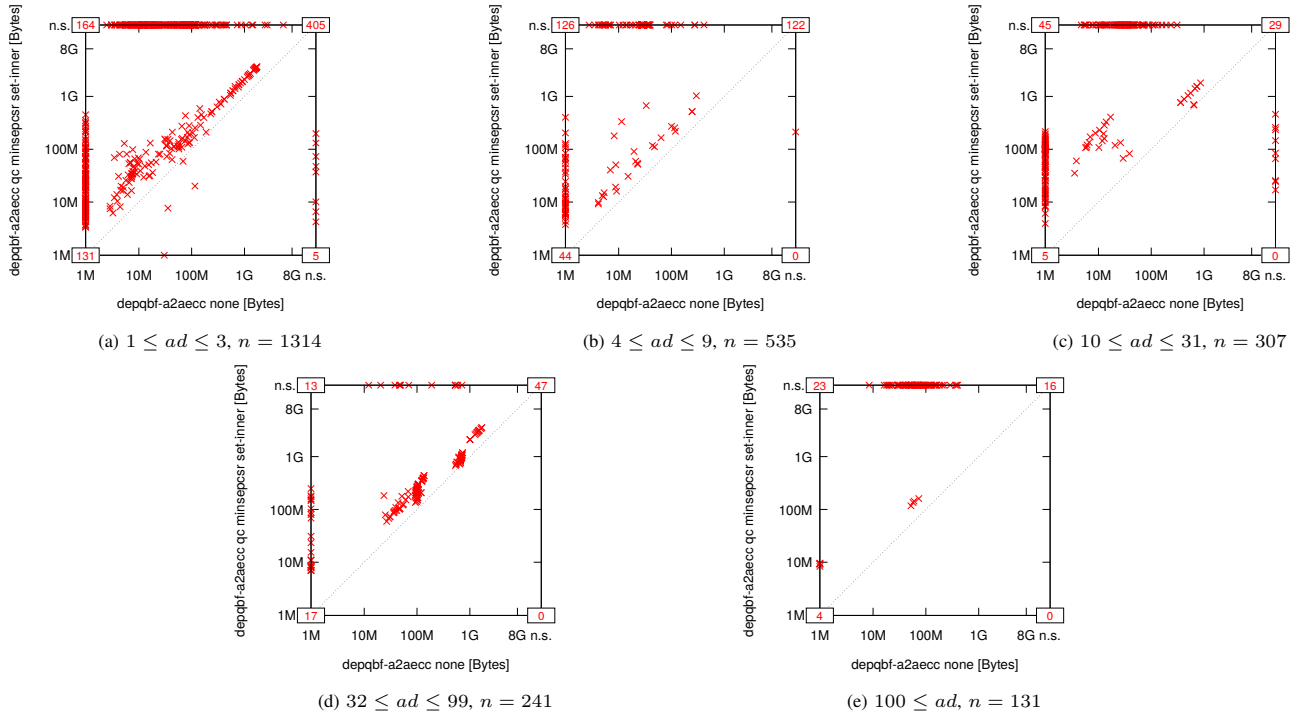 depqbf-a2aecc qc minsepcsr set-inner [Bytes]
n.s. 164 405
8G
1G
100M
10M
1M 131 5
1M 10M 100M 1G 8G n.s.
depqbf-a2aecc none [Bytes]
(a) 1 ≤ ad ≤ 3, n = 1314
depqbf-a2aecc qc minsepcsr set-inner [Bytes]
n.s. 126 122
8G
1G
100M
10M
1M 44 0
1M 10M 100M 1G 8G n.s.
depqbf-a2aecc none [Bytes]
(b) 4 ≤ ad ≤ 9, n = 535
depqbf-a2aecc qc minsepcsr set-inner [Bytes]
n.s. 45 29
8G
1G
100M
10M
1M 5 0
1M 10M 100M 1G 8G n.s.
depqbf-a2aecc none [Bytes]
(c) 10 ≤ ad ≤ 31, n = 307
depqbf-a2aecc qc minsepcsr set-inner [Bytes]
n.s. 13 47
8G
1G
100M
10M
1M 17 0
1M 10M 100M 1G 8G n.s.
depqbf-a2aecc none [Bytes]
(d) 32 ≤ ad ≤ 99, n = 241
depqbf-a2aecc qc minsepcsr set-inner [Bytes]
n.s. 23 16
8G
1G
100M
10M
1M 4 0
1M 10M 100M 1G 8G n.s.
depqbf-a2aecc none [Bytes]
(e) 100 ≤ ad, n = 131